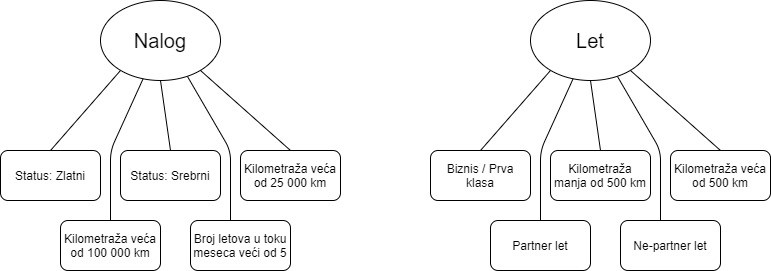 Nalog
Let
Status: Zlatni
Status: Srebrni
Kilometraža veća
od 25 000 km
Biznis / Prva
klasa
Kilometraža
manja od 500 km
Kilometraža veća
od 500 km
Kilometraža veća
od 100 000 km
Broj letova u toku
meseca veći od 5
Partner let
Ne-partner let